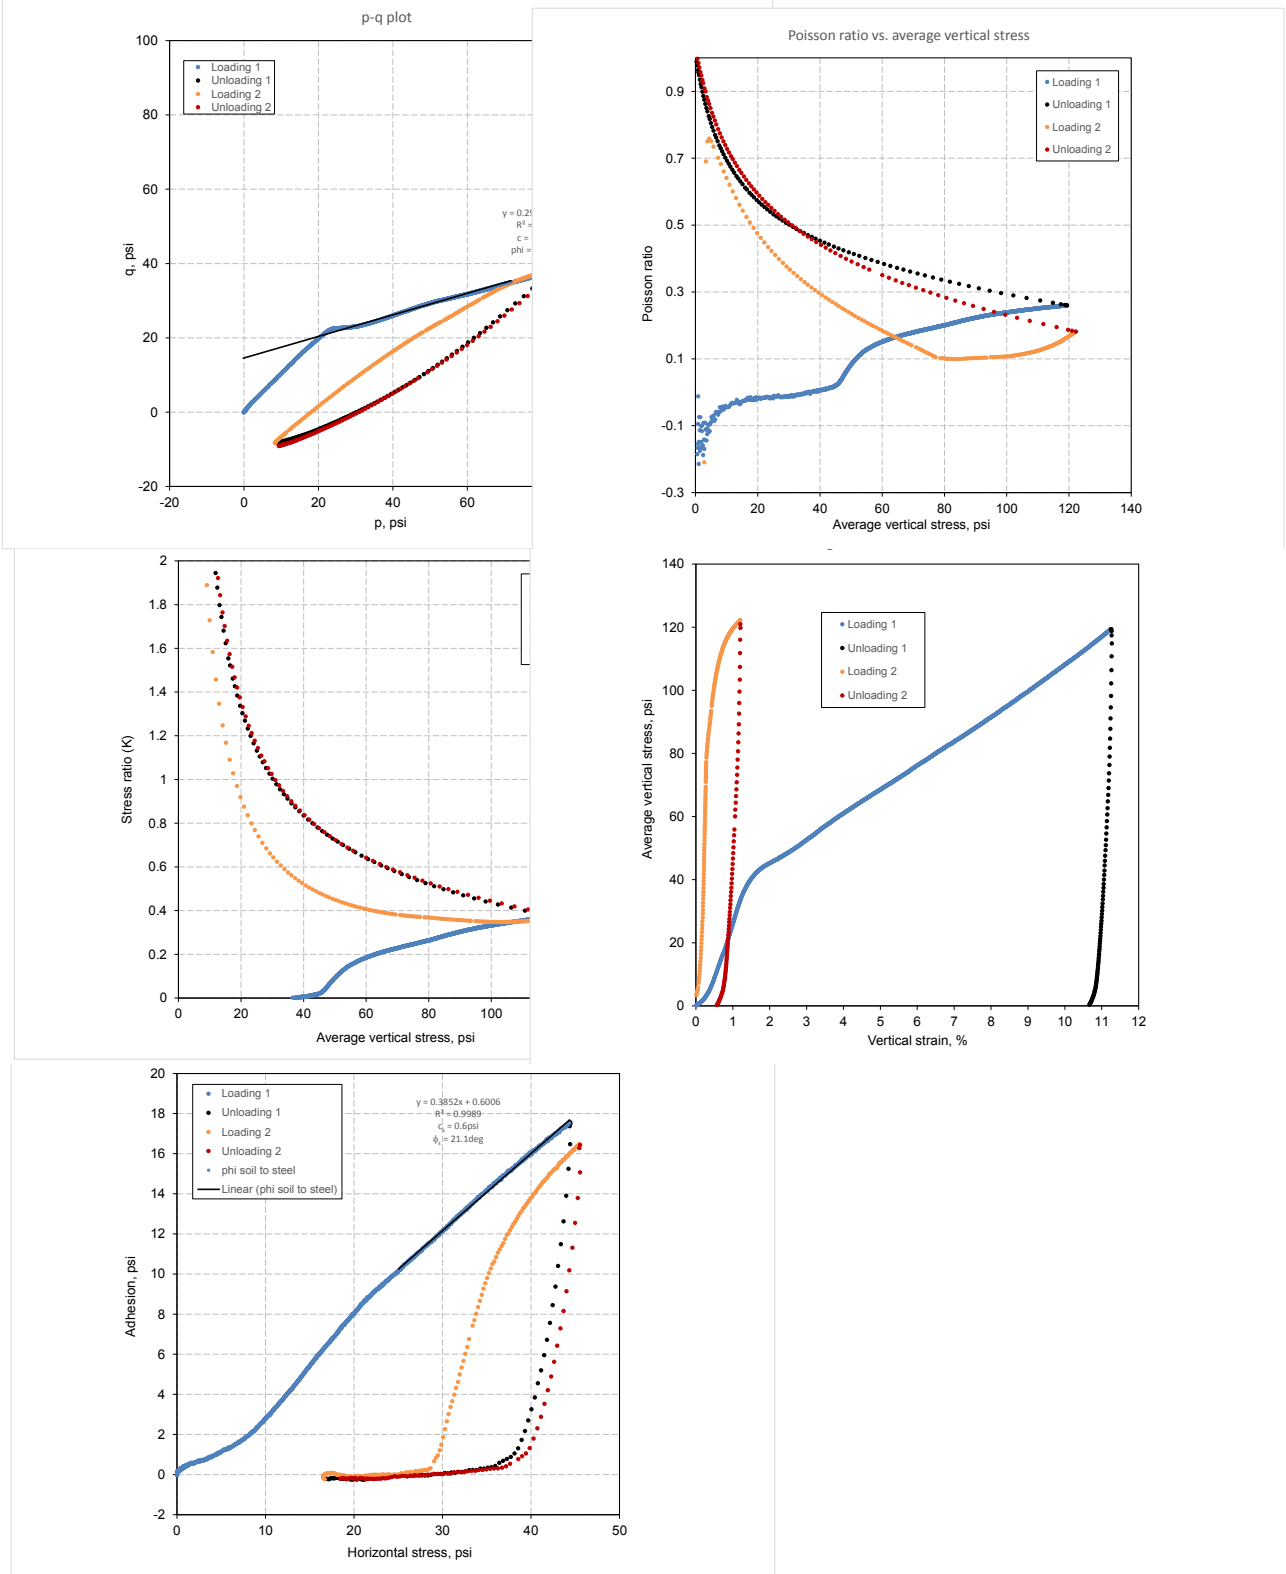 p-q plot
100
80
60
40
20
0
-20
-20
0
20
40
60
q, psi
p, psi
Loading 1
Unloading 1
Loading 2
Unloading 2
y = 0.29
R² =
c =
phi =
Poisson ratio vs. average vertical stress
0.9
0.7
0.5
0.3
0.1
-0.1
-0.3
0
20
40
60
80
100
120
140
Poisson ratio
Average vertical stress, psi
Loading 1
Unloading 1
Loading 2
Unloading 2
2
1.8
1.6
1.4
1.2
1
0.8
0.6
0.4
0.2
0
0
20
40
60
80
100
Stress ratio (K)
Average vertical stress, psi
140
120
100
80
60
40
20
0
0
1
2
3
4
5
6
7
8
9
10
11
12
Average vertical stress, psi
Vertical strain, %
Loading 1
Unloading 1
Loading 2
Unloading 2
20
18
16
14
12
10
8
6
4
2
0
-2
0
10
20
30
40
50
Adhesion, psi
Horizontal stress, psi
Loading 1
Unloading 1
Loading 2
Unloading 2
phi soil to steel
Linear (phi soil to steel)
y = 0.3852x + 0.6006
R² = 0.9989
cₛ = 0.6psi
ϕₛ = 21.1deg